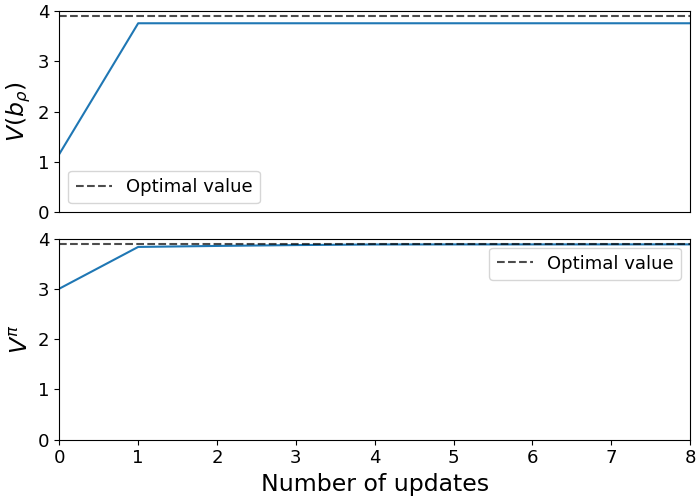 4
3
2
1
0
V(b_ρ)
Optimal value
4
3
2
1
0
V^π
Optimal value
0 1 2 3 4 5 6 7 8
Number of updates